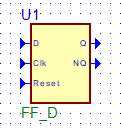 U1
D Q
Clk NQ
Reset
FF_D